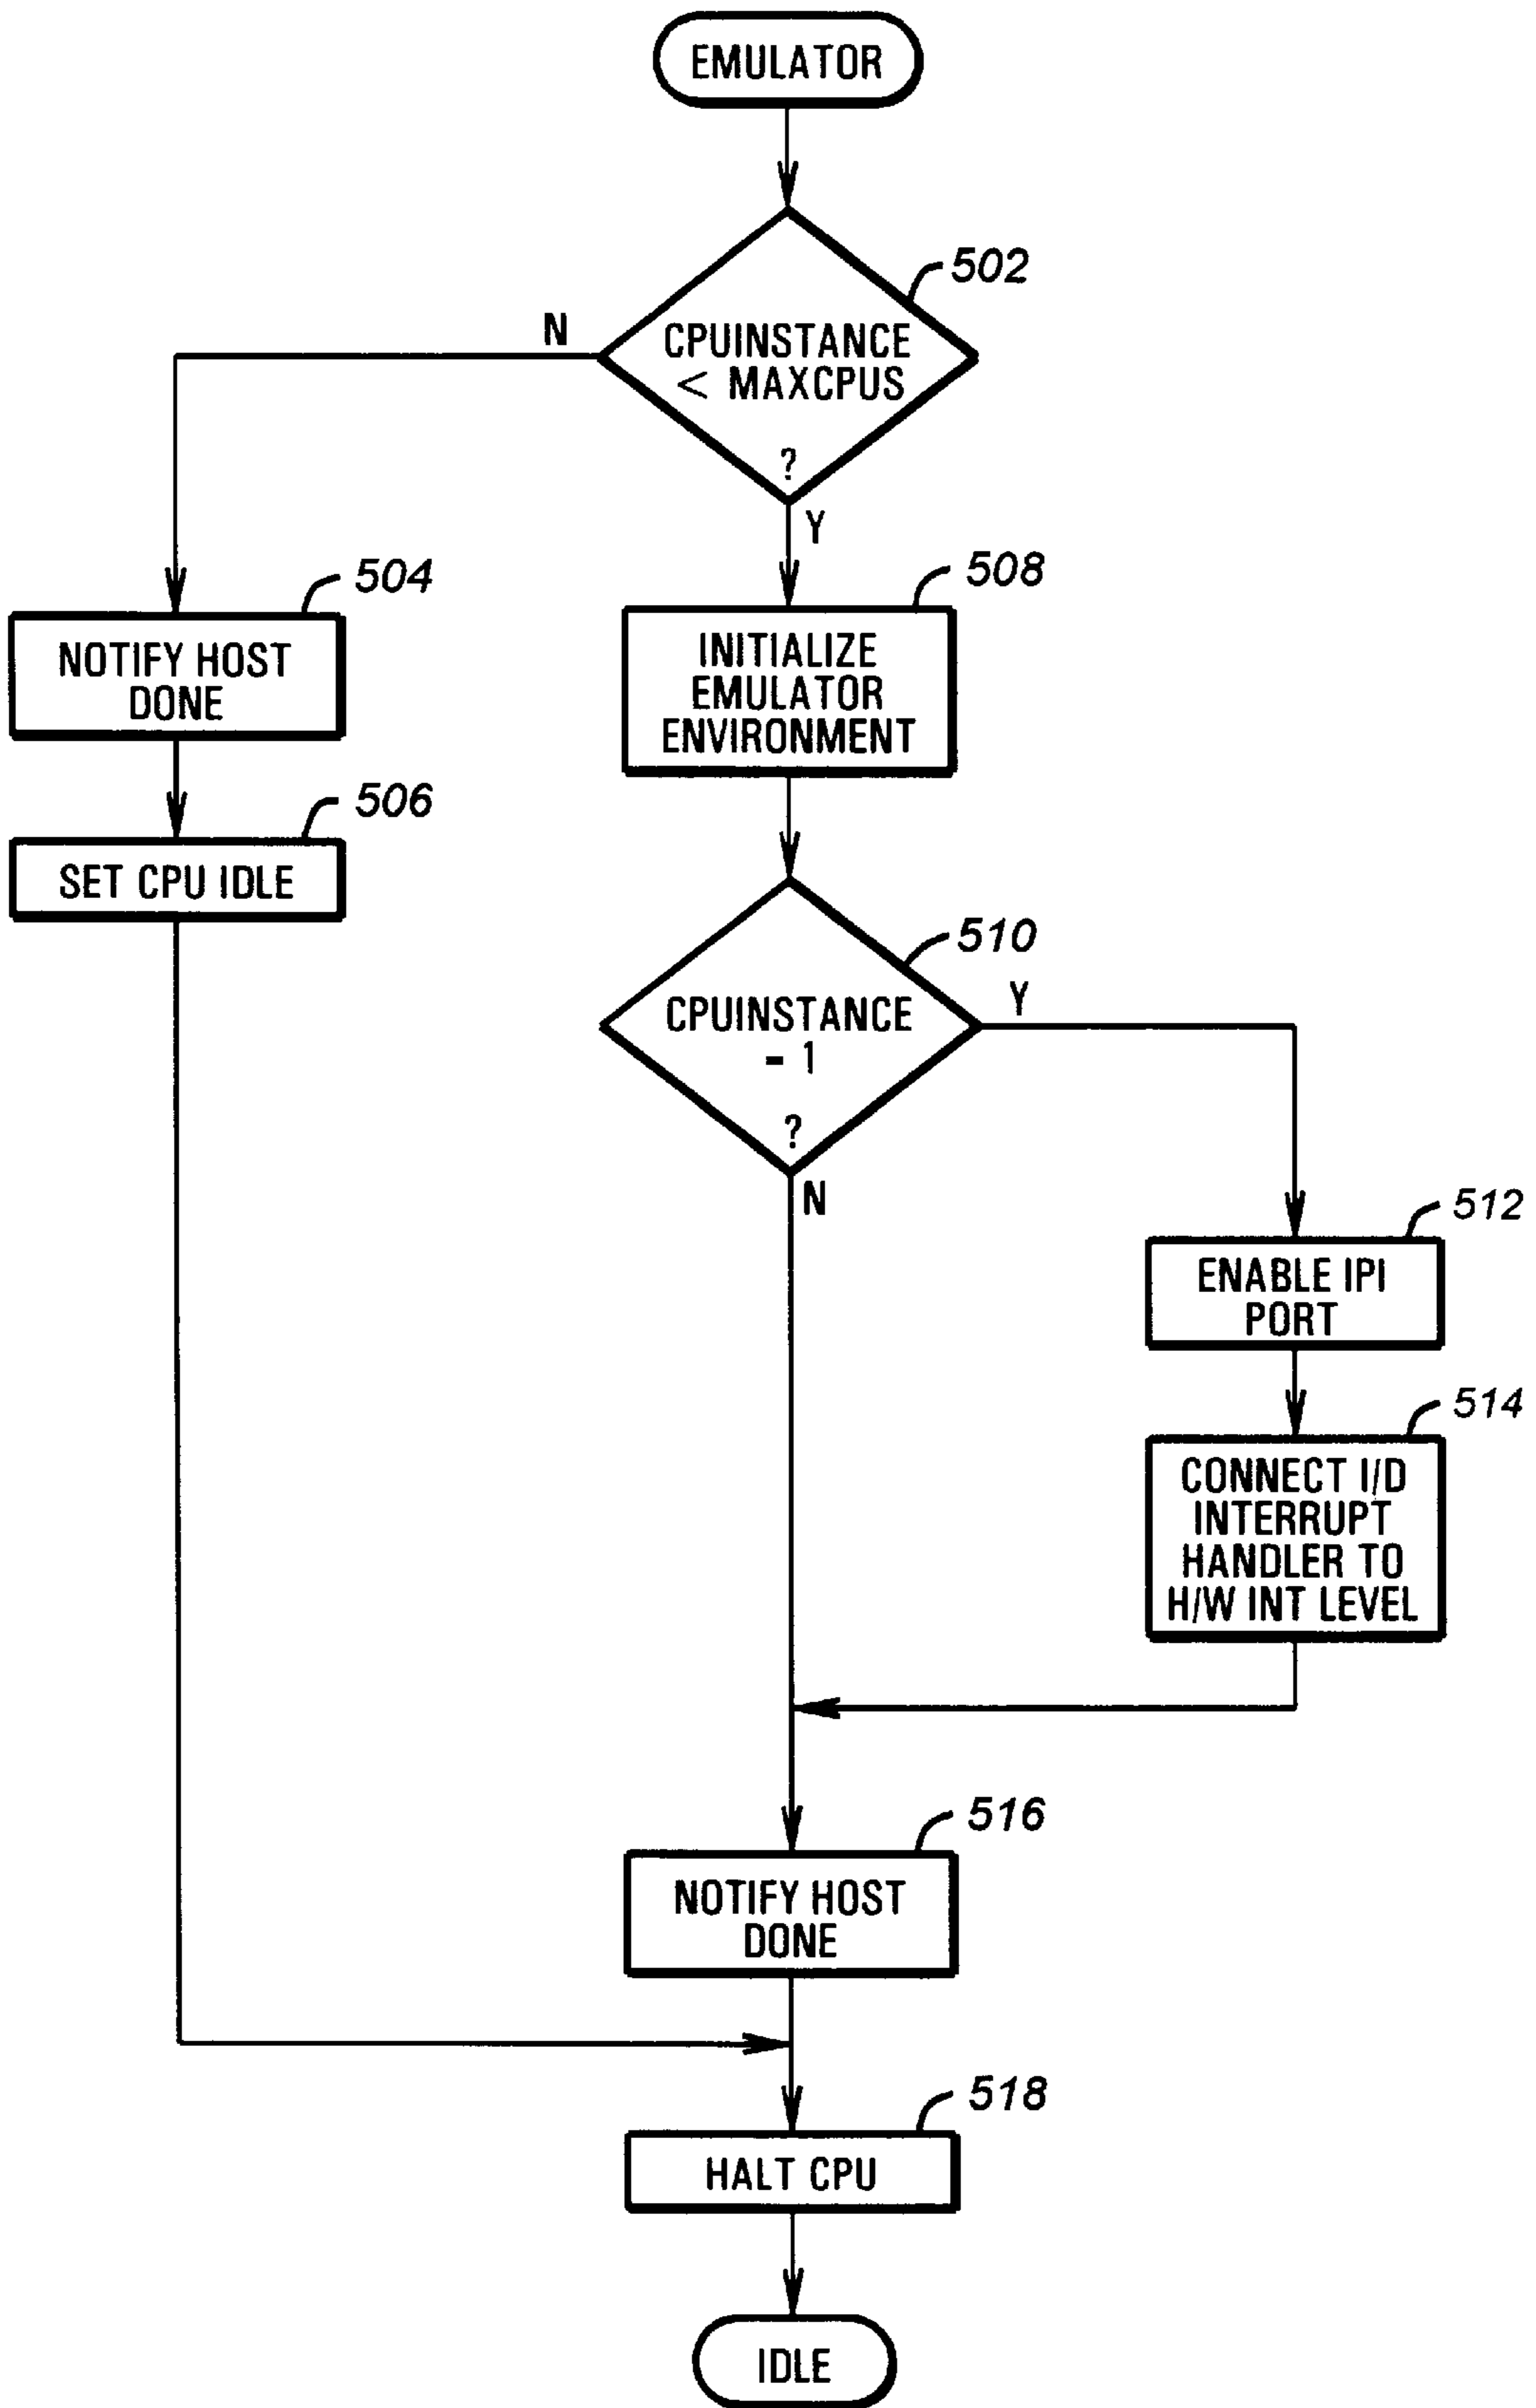 EMULATOR
502
CPUINSTANCE
< MAXCPUS
?
N
Y
504
NOTIFY HOST
DONE
508
INITIALIZE
EMULATOR
ENVIRONMENT
506
SET CPU IDLE
510
CPUINSTANCE
= 1
?
Y
N
512
ENABLE IPI
PORT
514
CONNECT I/D
INTERRUPT
HANDLER TO
H/W INT LEVEL
516
NOTIFY HOST
DONE
518
HALT CPU
IDLE